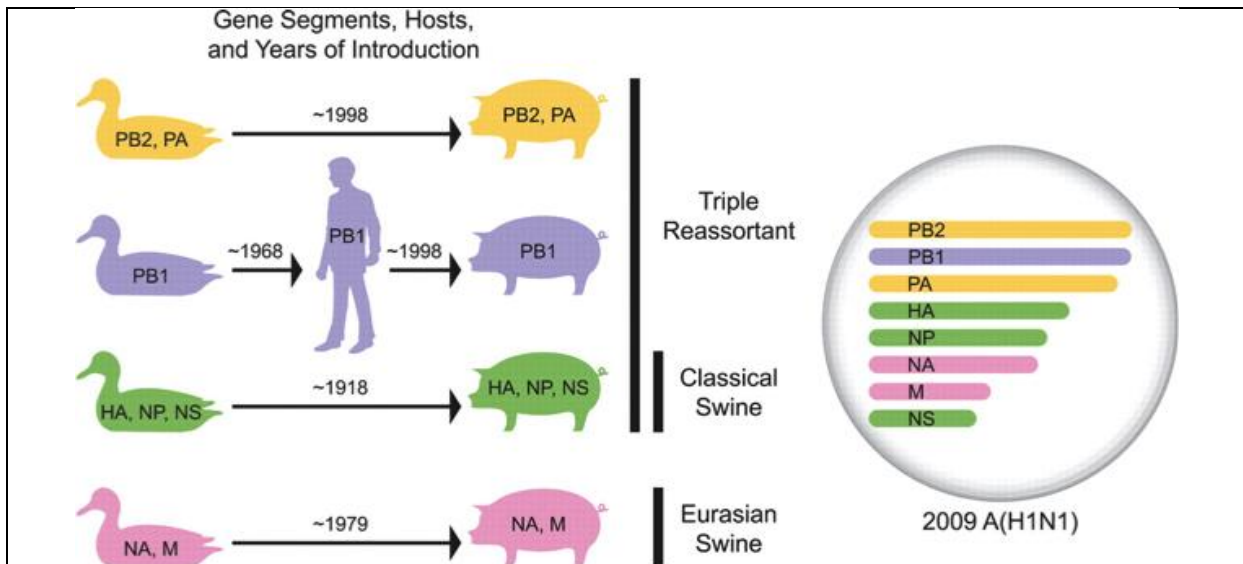 Gene Segments, Hosts,
and Years of Introduction
PB2, PA
~1998
PB2, PA
PB1
~1968
PB1
~1998
PB1
HA, NP, NS
~1918
HA, NP, NS
NA, M
~1979
NA, M
Triple
Reassortant
Classical
Swine
Eurasian
Swine
PB2
PB1
PA
HA
NP
NA
M
NS
2009 A(H1N1)